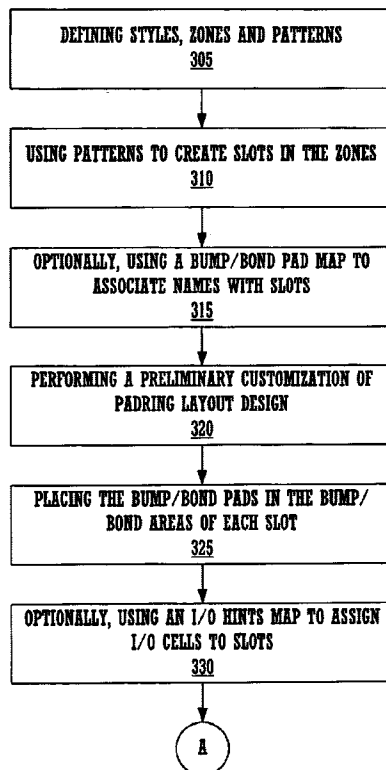 DEFINING STYLES, ZONES AND PATTERNS
305
USING PATTERNS TO CREATE SLOTS IN THE ZONES
310
OPTIONALLY, USING A BUMP/BOND PAD MAP TO
ASSOCIATE NAMES WITH SLOTS
315
PERFORMING A PRELIMINARY CUSTOMIZATION OF
PADRING LAYOUT DESIGN
320
PLACING THE BUMP/BOND PADS IN THE BUMP/
BOND AREAS OF EACH SLOT
325
OPTIONALLY, USING AN I/O HINTS MAP TO ASSIGN
I/O CELLS TO SLOTS
330
A